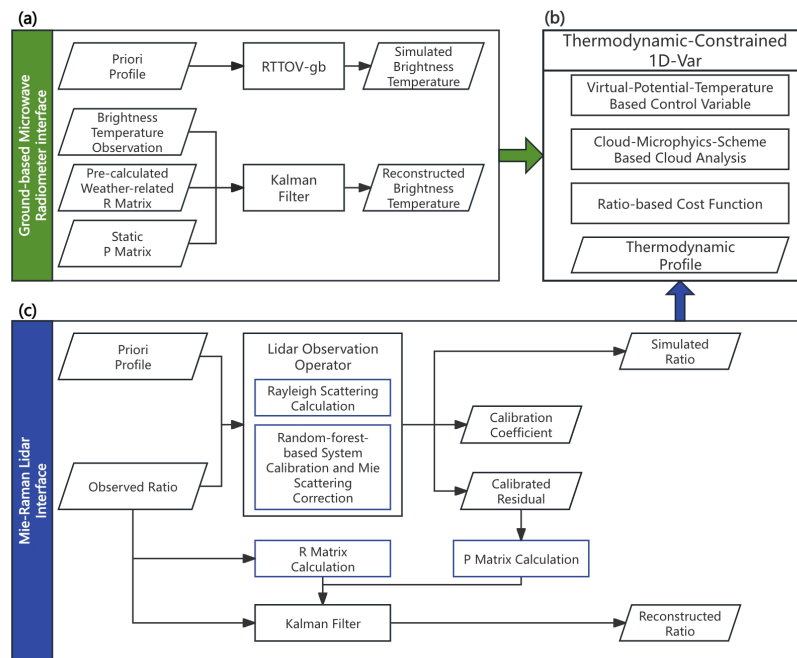 (a)
Ground-based Microwave
Radiometer interface
Priori
Profile
RTTOV-gb
Simulated
Brightness
Temperature
Brightness
Temperature
Observation
Pre-calculated
Weather-related
R Matrix
Static
P Matrix
Kalman
Filter
Reconstructed
Brightness
Temperature
(b)
Thermodynamic-Constrained
1D-Var
Virtual-Potential-Temperature
Based Control Variable
Cloud-Microphyics-Scheme
Based Cloud Analysis
Ratio-based Cost Function
Thermodynamic
Profile
(c)
Mie-Raman Lidar
Interface
Priori
Profile
Observed Ratio
Lidar Observation
Operator
Rayleigh Scattering
Calculation
Random-forest-
based System
Calibration and Mie
Scattering
Correction
Simulated
Ratio
Calibration
Coefficient
Calibrated
Residual
R Matrix
Calculation
P Matrix Calculation
Kalman Filter
Reconstructed
Ratio